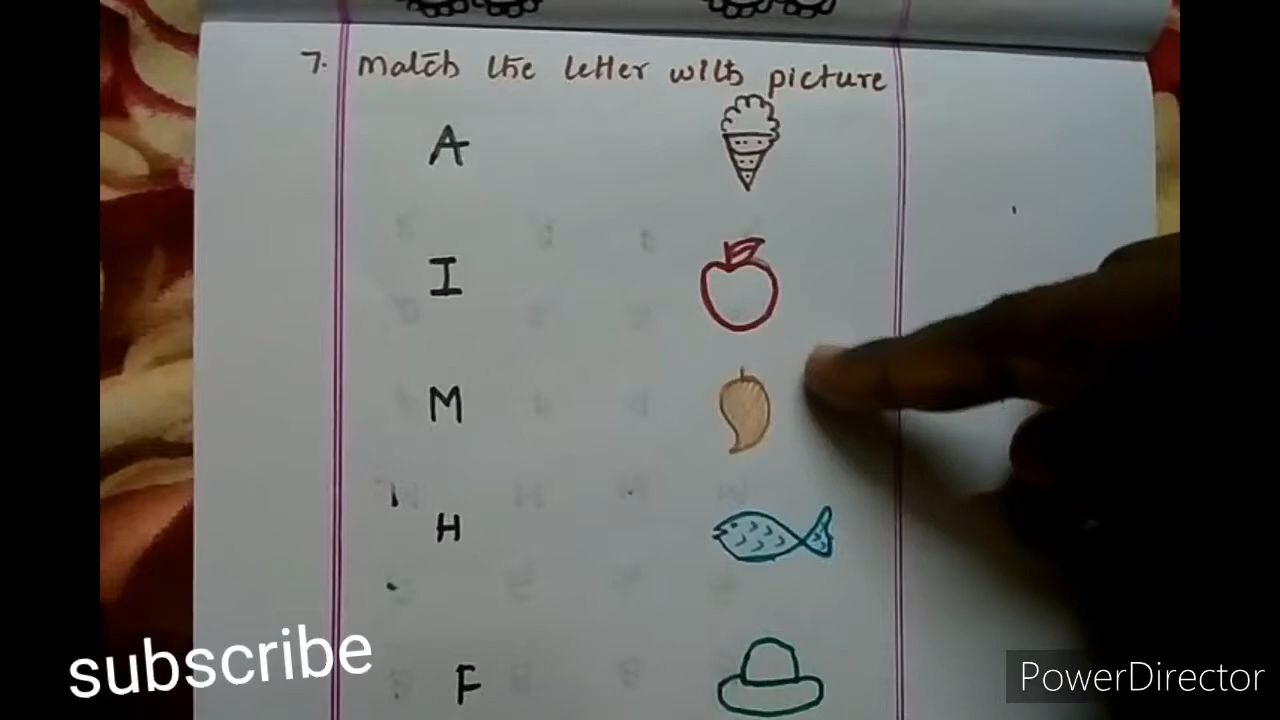 7. Match the letter with picture
A
I
M
H
F
subscribe
PowerDirector